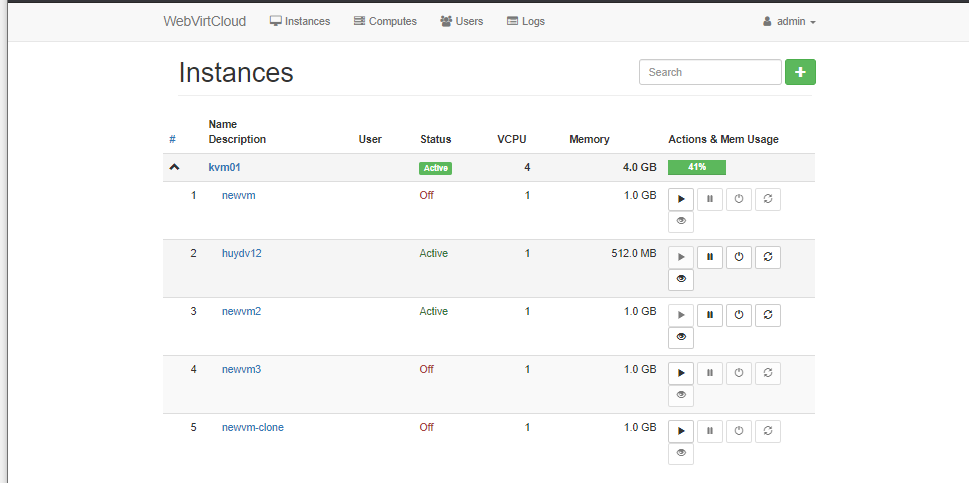 WebVirtCloud Instances Computes Users Logs admin
Instances
Search
# Name Description User Status VCPU Memory Actions & Mem Usage
kvm01 Active 4 4.0 GB 41%
1 newvm Off 1 1.0 GB
2 huydv12 Active 1 512.0 MB
3 newvm2 Active 1 1.0 GB
4 newvm3 Off 1 1.0 GB
5 newvm-clone Off 1 1.0 GB